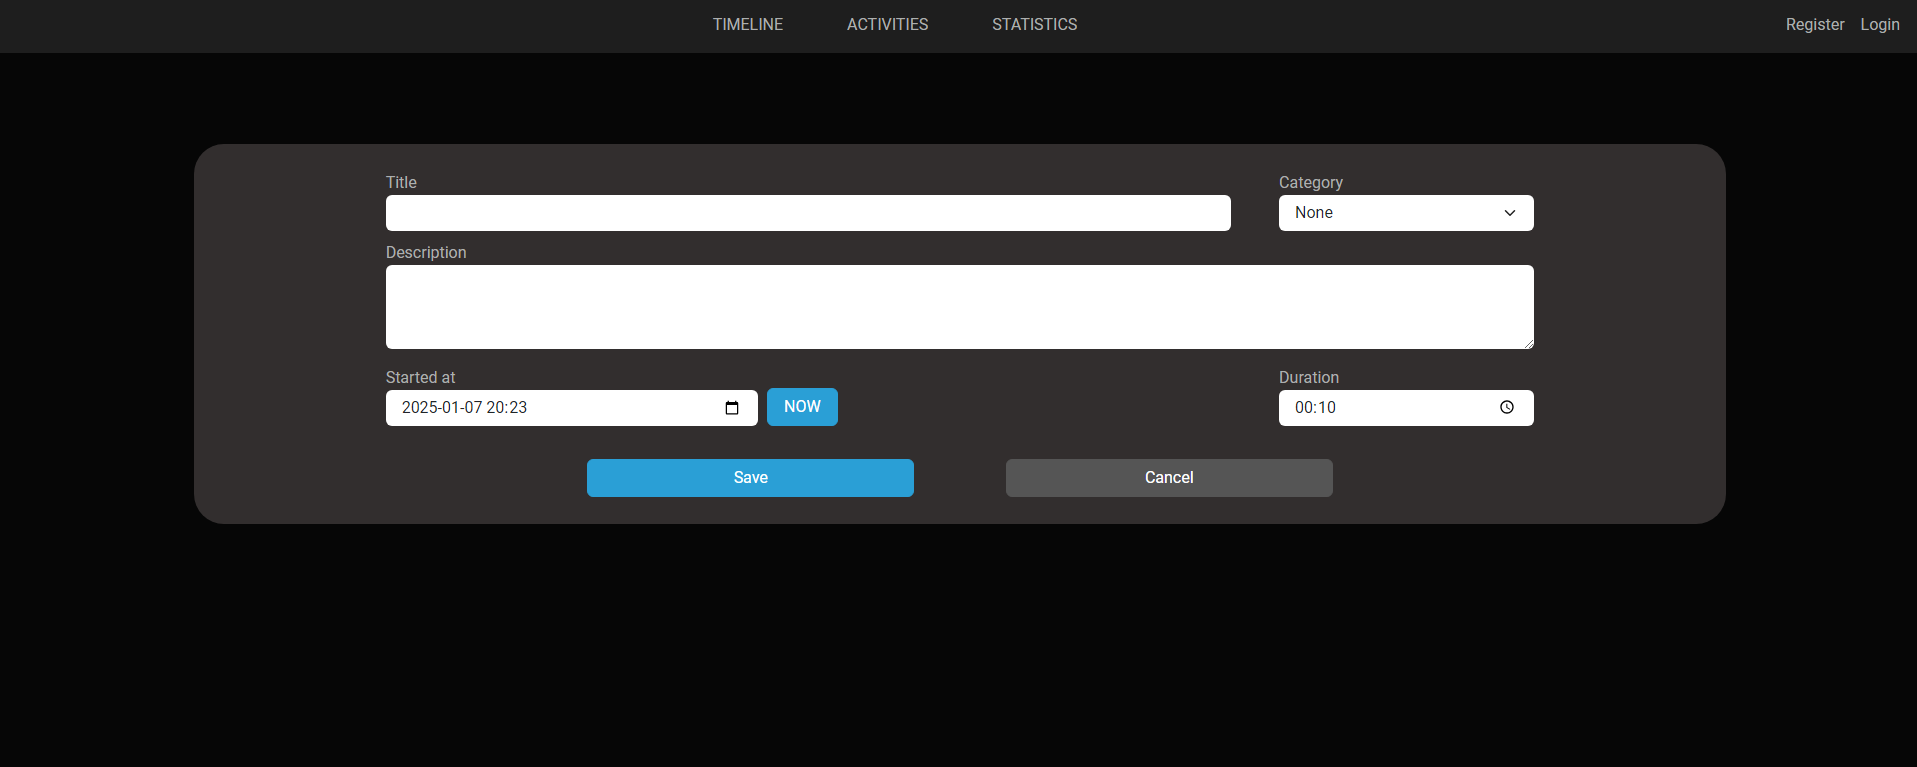 TIMELINE ACTIVITIES STATISTICS Register Login
Title Category
None
Description
Started at Duration
2025-01-07 20:23 NOW 00:10
Save Cancel